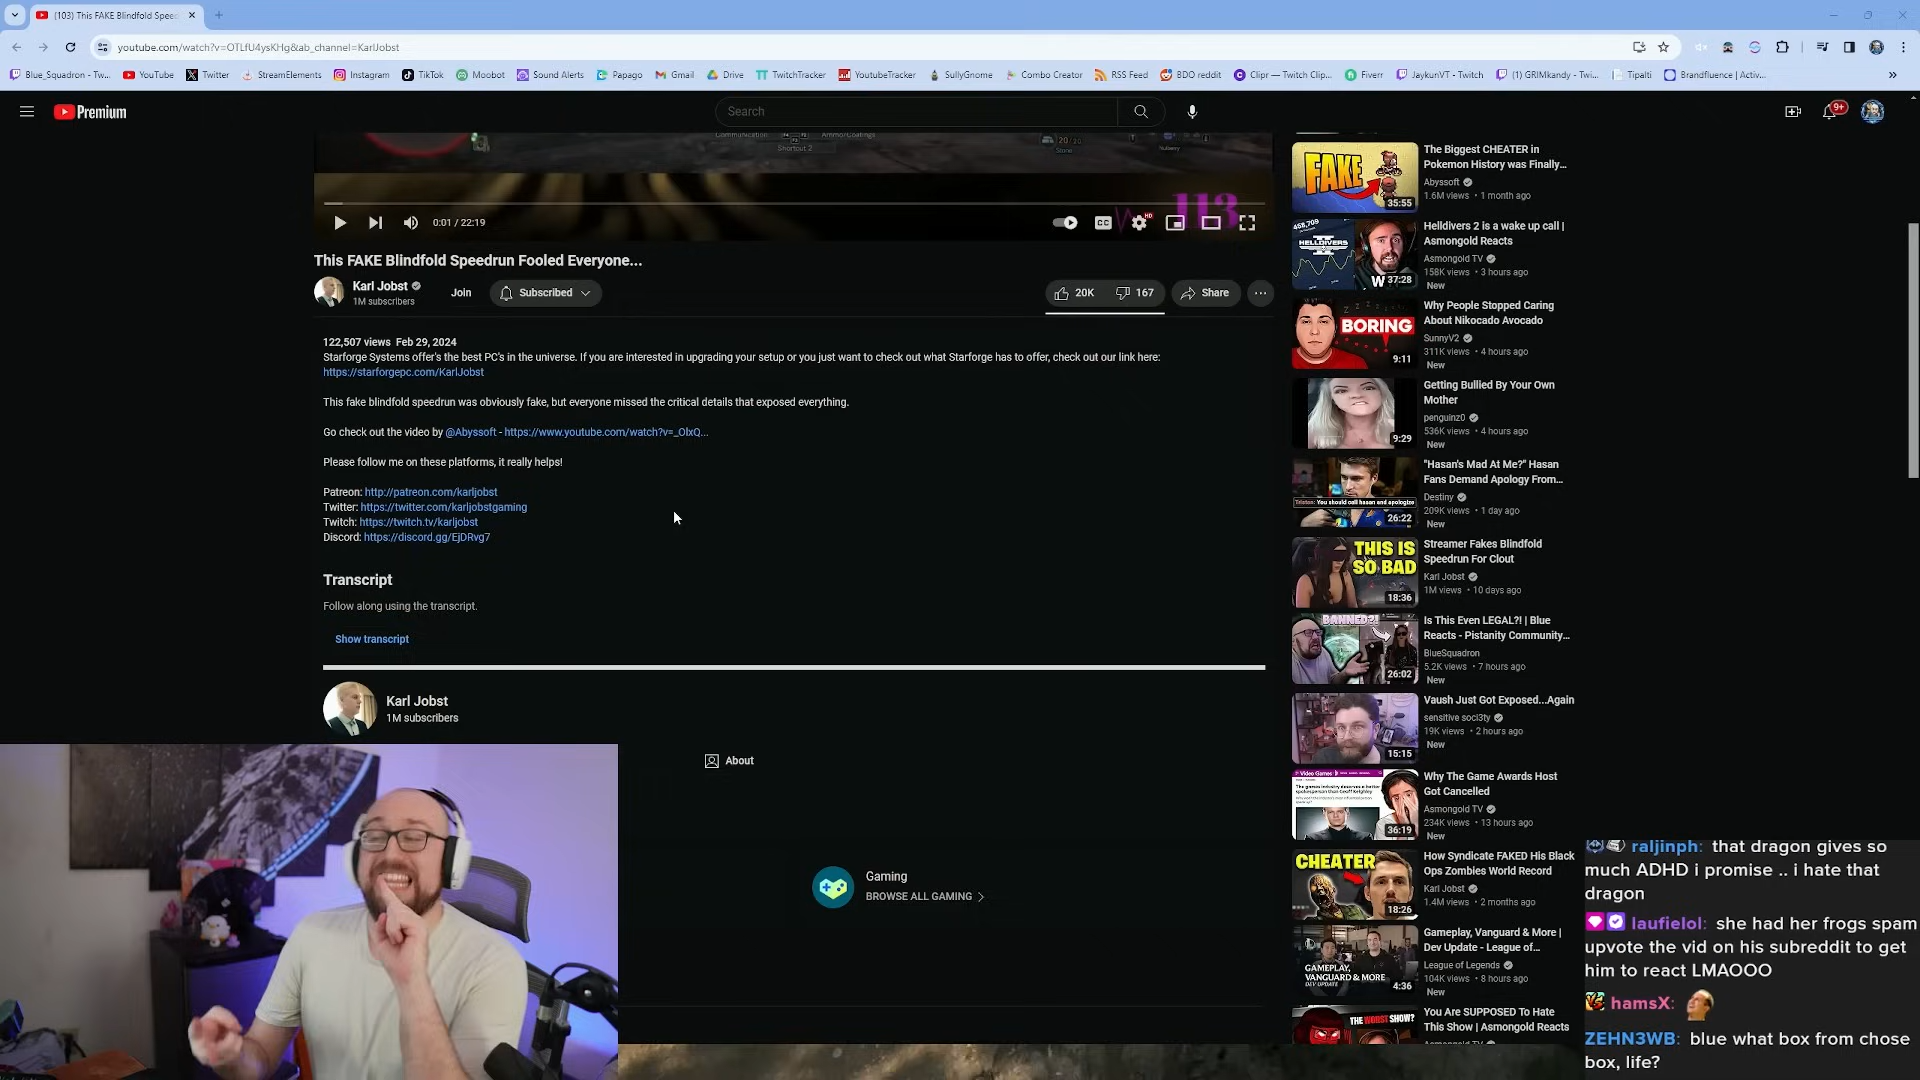 (103) This FAKE Blindfold Speed
youtube.com/watch?v=OTLfU4ysKHg&ab_channel=KarlJobst
Blue_Squadron - Tw...
YouTube
Twitter
StreamElements
Instagram
TikTok
Moobot
Sound Alerts
Papago
Gmail
Drive
TwitchTracker
YoutubeTracker
SullyGnome
Combo Creator
RSS Feed
BDO reddit
Clipr — Twitch Clip...
Fiverr
JaykunVT - Twitch
(1) GRIMkandy - Twi...
Tipalti
Brandfluence | Activ...
Premium
Search
9+
Communication
Shortcut 2
113
0:01 / 22:19
CC
HD
This FAKE Blindfold Speedrun Fooled Everyone...
Karl Jobst
1M subscribers
Join
Subscribed
20K
167
Share
122,507 views Feb 29, 2024
Starforge Systems offer's the best PC's in the universe. If you are interested in upgrading your setup or you just want to check out what Starforge has to offer, check out our link here:
https://starforgepc.com/KarlJobst
This fake blindfold speedrun was obviously fake, but everyone missed the critical details that exposed everything.
Go check out the video by @Abyssoft - https://www.youtube.com/watch?v=_OlxQ...
Please follow me on these platforms, it really helps!
Patreon: http://patreon.com/karljobst
Twitter: https://twitter.com/karljobstgaming
Twitch: https://twitch.tv/karljobst
Discord: https://discord.gg/EjDRvg7
Transcript
Follow along using the transcript.
Show transcript
Karl Jobst
1M subscribers
About
Gaming
BROWSE ALL GAMING
FAKE
35:55
The Biggest CHEATER in
Pokemon History was Finally...
Abyssoft
1.6M views • 1 month ago
HELLDIVERS
37:28
Helldivers 2 is a wake up call |
Asmongold Reacts
Asmongold TV
158K views • 3 hours ago
New
BORING
9:11
Why People Stopped Caring
About Nikocado Avocado
SunnyV2
311K views • 4 hours ago
New
9:29
Getting Bullied By Your Own
Mother
penguinz0
536K views • 4 hours ago
New
You should call hasan and apologize
26:22
"Hasan's Mad At Me?" Hasan
Fans Demand Apology From...
Destiny
209K views • 1 day ago
New
THIS IS
SO BAD
18:36
Streamer Fakes Blindfold
Speedrun For Clout
Karl Jobst
1M views • 10 days ago
BANNED?!
26:02
Is This Even LEGAL?! | Blue
Reacts - Pistanity Community...
BlueSquadron
5.2K views • 7 hours ago
New
15:15
Vaush Just Got Exposed...Again
sensitive soci3ty
19K views • 2 hours ago
New
Video Games
36:19
Why The Game Awards Host
Got Cancelled
Asmongold TV
234K views • 13 hours ago
New
CHEATER
18:26
How Syndicate FAKED His Black
Ops Zombies World Record
Karl Jobst
1.4M views • 2 months ago
GAMEPLAY,
VANGUARD & MORE
DEV UPDATE
4:36
Gameplay, Vanguard & More |
Dev Update - League of...
League of Legends
104K views • 8 hours ago
New
THE WORST SHOW?
You Are SUPPOSED To Hate
This Show | Asmongold Reacts
raljinph: that dragon gives so
much ADHD i promise .. i hate that
dragon
laufielol: she had her frogs spam
upvote the vid on his subreddit to get
him to react LMAOOO
hamsX:
ZEHN3WB: blue what box from chose
box, life?